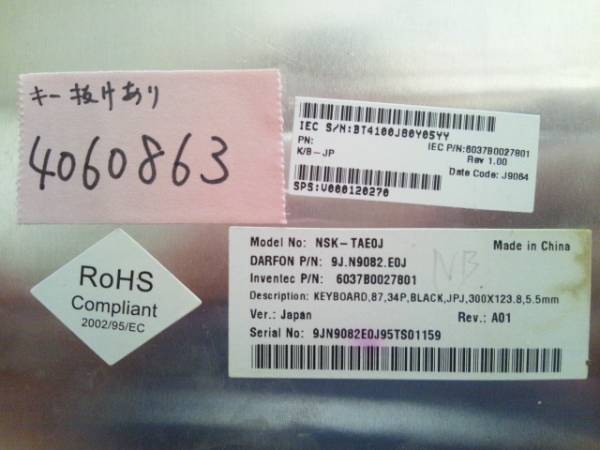 キー抜けあり
4060863
IEC S/N:BT4100J80Y05YY
PN: IEC P/N:6037B0027801
K/B-JP Rev 1.00
Date Code: J9064
SPS:V000120270
RoHS
Compliant
2002/95/EC
Model No: NSK-TAE0J Made in China
DARFON P/N: 9J.N9082.E0J
Inventec P/N: 6037B0027801
NB
Description: KEYBOARD,87,34P,BLACK,JPJ,300X123.8,5.5mm
Ver.: Japan Rev.: A01
Serial No: 9JN9082E0J95TS01159